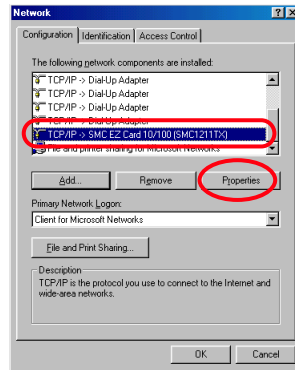 Network
Configuration Identification Access Control
The following network components are installed:
TCP/IP -> Dial-Up Adapter
TCP/IP -> Dial-Up Adapter
TCP/IP -> Dial-Up Adapter
TCP/IP -> Dial-Up Adapter
TCP/IP -> SMC EZ Card 10/100 (SMC1211TX)
File and printer sharing for Microsoft Networks
Add... Remove Properties
Primary Network Logon:
Client for Microsoft Networks
File and Print Sharing...
Description
TCP/IP is the protocol you use to connect to the Internet and
wide-area networks.
OK Cancel